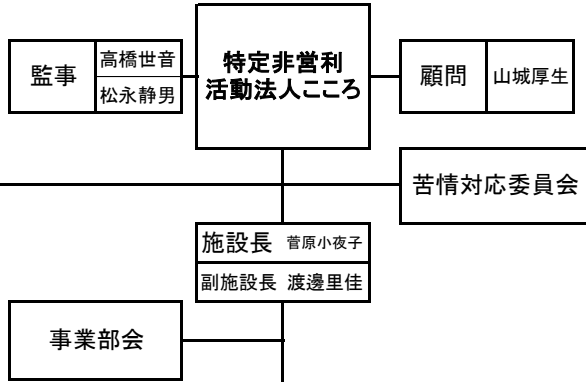 監事
高橋世音
松永静男
特定非営利
活動法人こころ
顧問
山城厚生
苦情対応委員会
施設長 菅原小夜子
副施設長 渡邊里佳
事業部会